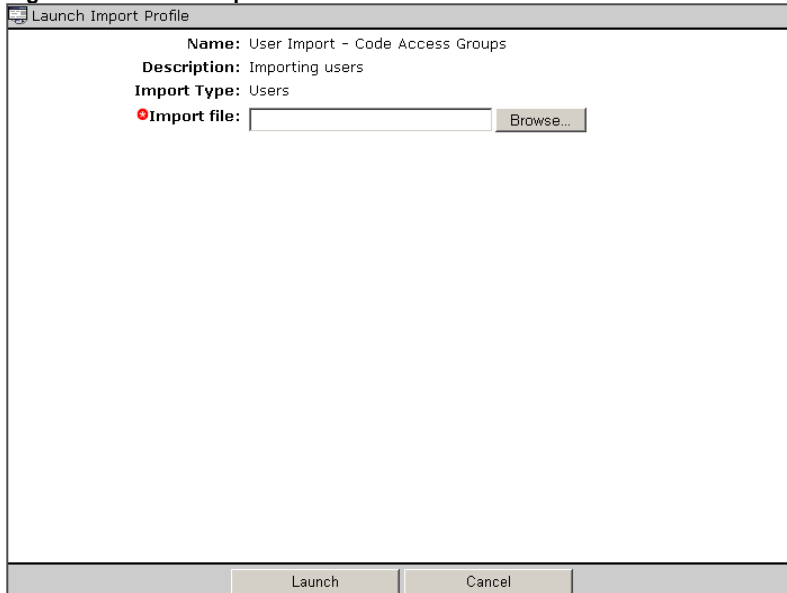 Launch Import Profile
Name: User Import - Code Access Groups
Description: Importing users
Import Type: Users
Import file:
Browse...
Launch
Cancel